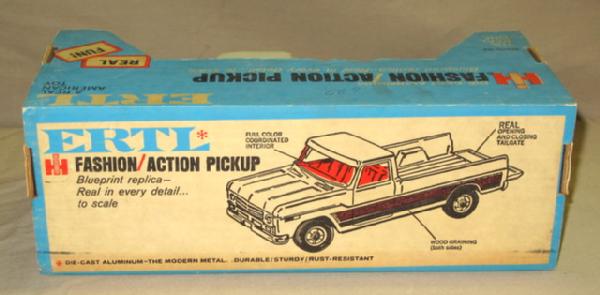 REAL
FUN!
FASHION/ACTION PICKUP
A REAL
AMERICAN
TOY
ERTL
ERTL*
FULL COLOR
COORDINATED
INTERIOR
REAL
OPENING
AND CLOSING
TAILGATE
IH FASHION/ACTION PICKUP
Blueprint replica—
Real in every detail...
to scale
WOOD GRAINING
(both sides)
* DIE-CAST ALUMINUM—THE MODERN METAL. DURABLE/STURDY/RUST-RESISTANT